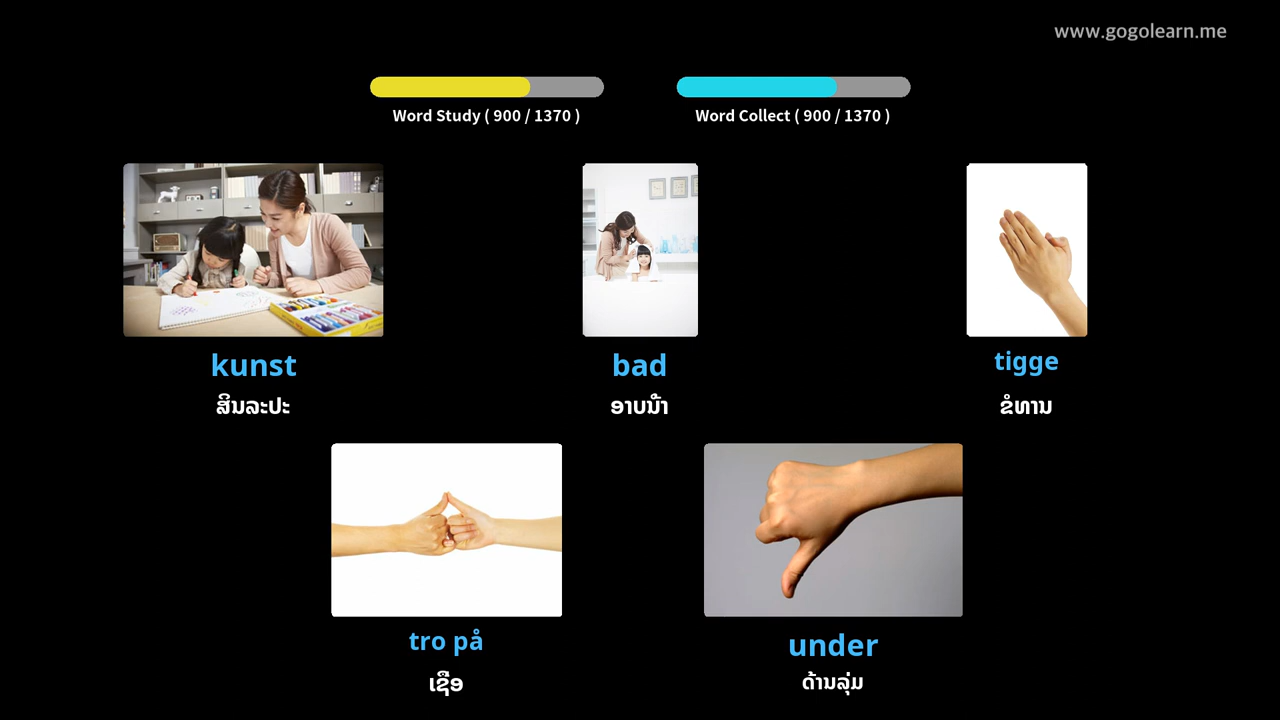 www.gogolearn.me
Word Study ( 900 / 1370 )
Word Collect ( 900 / 1370 )
kunst
bad
tigge
ສິນລະປະ
ອາບນ້ຳ
ຂໍທານ
tro på
under
ເຊື່ອ
ດ້ານລຸ່ມ